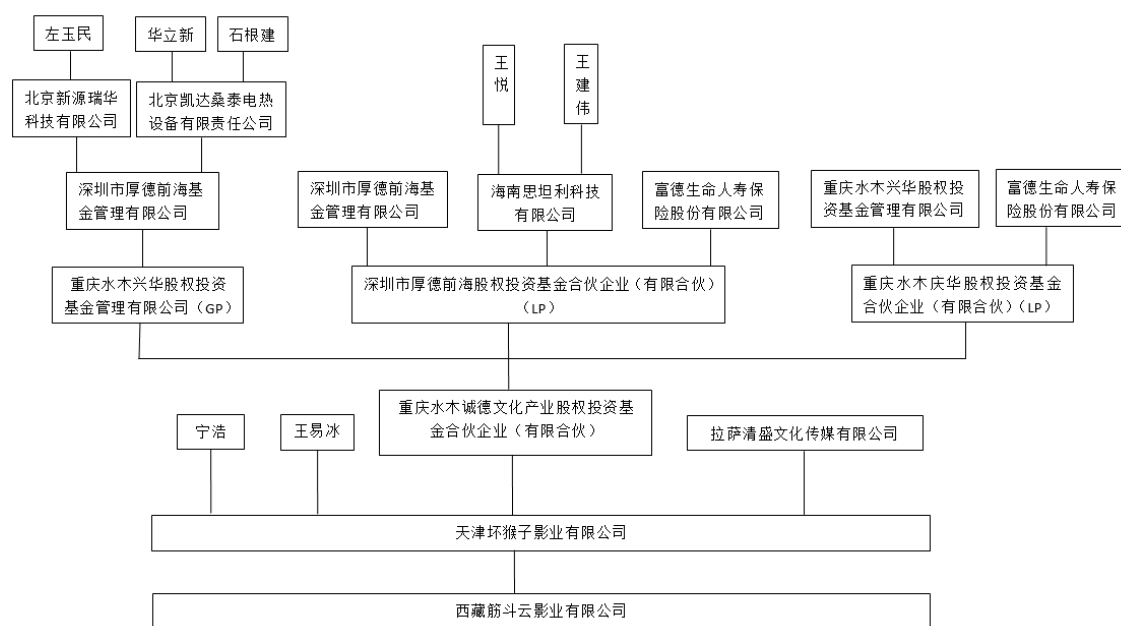 左玉民
华立新
石根建
王悦
王建伟
北京新源瑞华
科技有限公司
北京凯达桑泰电热
设备有限责任公司
深圳市厚德前海基
金管理有限公司
深圳市厚德前海基
金管理有限公司
海南思坦利科技
有限公司
富德生命人寿保
险股份有限公司
重庆水木兴华股权投
资基金管理有限公司
富德生命人寿保
险股份有限公司
重庆水木兴华股权投资
基金管理有限公司（GP）
深圳市厚德前海股权投资基金合伙企业（有限合伙）
（LP）
重庆水木庆华股权投资基金
合伙企业（有限合伙）（LP）
宁浩
王易冰
重庆水木诚德文化产业股权投资基
金合伙企业（有限合伙）
拉萨清盛文化传媒有限公司
天津坏猴子影业有限公司
西藏筋斗云影业有限公司